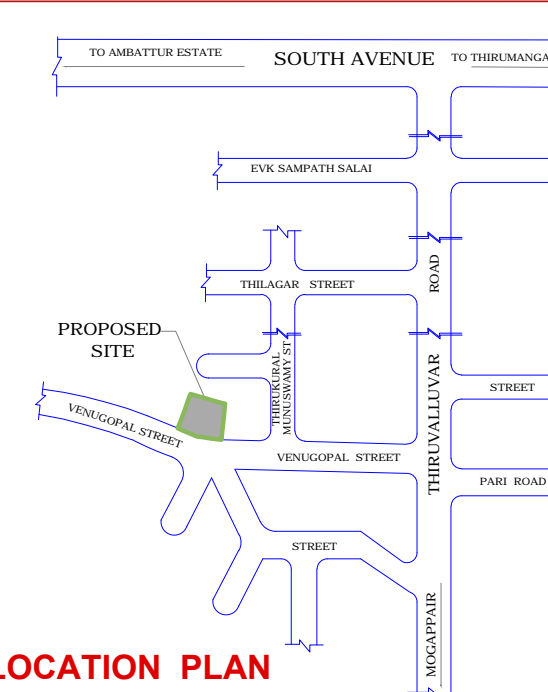 TO AMBATTUR ESTATE
SOUTH AVENUE
EVK SAMPATH SALAI
THILAGAR STREET
ROAD
PROPOSED
SITE
THIRUKURAL
MUNUSWAMY ST
THIRUVALLUVAR
STREET
VENUGOPAL STREET
VENUGOPAL STREET
PARI ROAD
STREET
MOGAPPAIR
LOCATION PLAN
TO